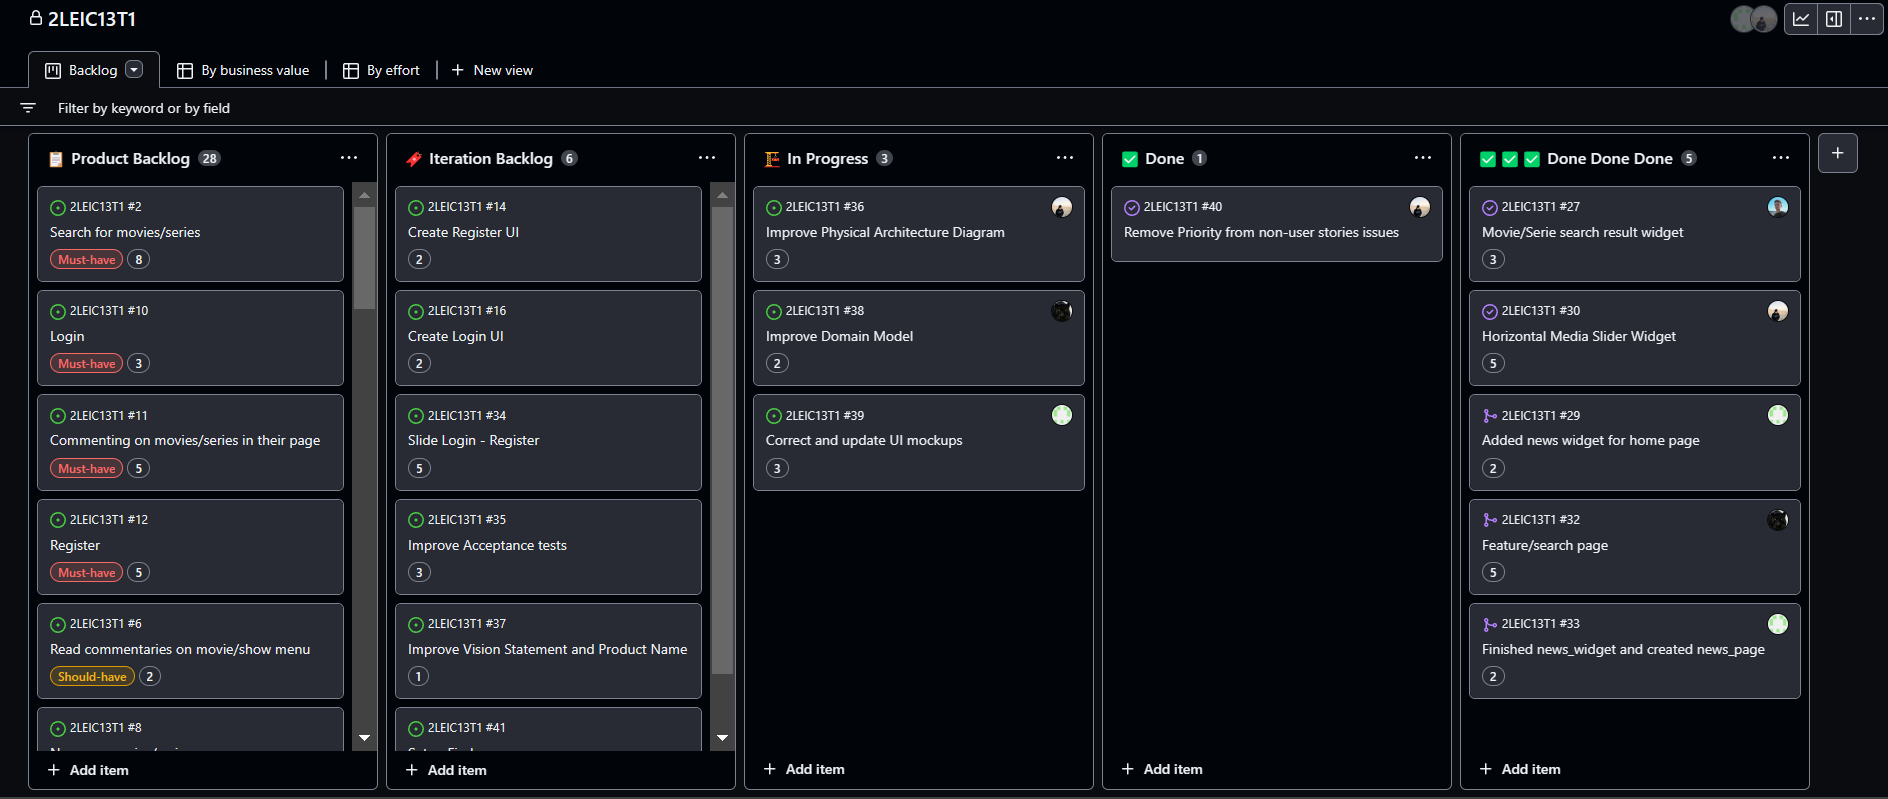 2LEIC13T1
Backlog
By business value
By effort
New view
Filter by keyword or by field
Product Backlog 28
2LEIC13T1 #2
Search for movies/series
Must-have 8
2LEIC13T1 #10
Login
Must-have 3
2LEIC13T1 #11
Commenting on movies/series in their page
Must-have 5
2LEIC13T1 #12
Register
Must-have 5
2LEIC13T1 #6
Read commentaries on movie/show menu
Should-have 2
2LEIC13T1 #8
Add item
Iteration Backlog 6
2LEIC13T1 #14
Create Register UI
2
2LEIC13T1 #16
Create Login UI
2
2LEIC13T1 #34
Slide Login - Register
5
2LEIC13T1 #35
Improve Acceptance tests
3
2LEIC13T1 #37
Improve Vision Statement and Product Name
1
2LEIC13T1 #41
Add item
In Progress 3
2LEIC13T1 #36
Improve Physical Architecture Diagram
3
2LEIC13T1 #38
Improve Domain Model
2
2LEIC13T1 #39
Correct and update UI mockups
3
Add item
Done 1
2LEIC13T1 #40
Remove Priority from non-user stories issues
Add item
Done Done Done 5
2LEIC13T1 #27
Movie/Serie search result widget
3
2LEIC13T1 #30
Horizontal Media Slider Widget
5
2LEIC13T1 #29
Added news widget for home page
2
2LEIC13T1 #32
Feature/search page
5
2LEIC13T1 #33
Finished news_widget and created news_page
2
Add item